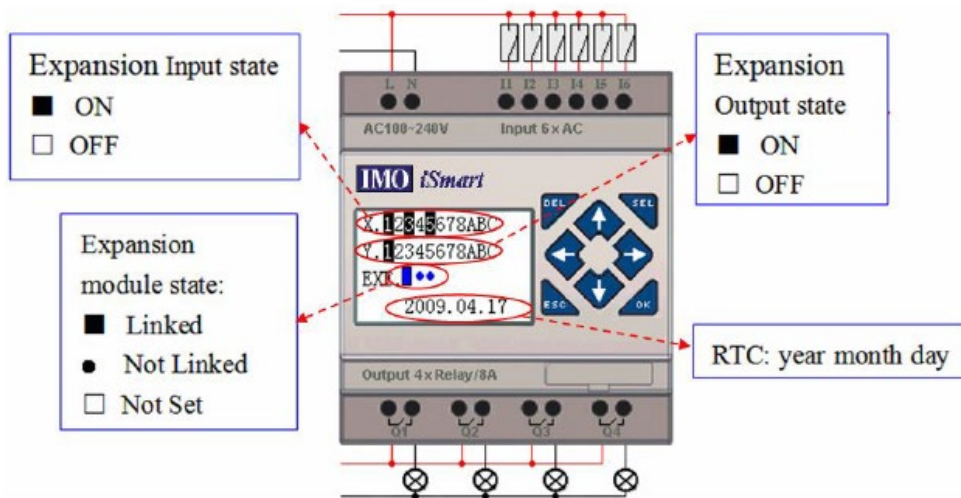 Expansion Input state
■ ON
□ OFF
Expansion
module state:
■ Linked
● Not Linked
□ Not Set
L N I1 I2 I3 I4 I5 I6
AC100~240V Input 6 x AC
IMO iSmart
X.12345678ABC
Y.12345678ABC
EXP.
2009.04.17
DEL SEL
ESC OK
Output 4 x Relay/8A
Q1 Q2 Q3 Q4
Expansion
Output state
■ ON
□ OFF
RTC: year month day